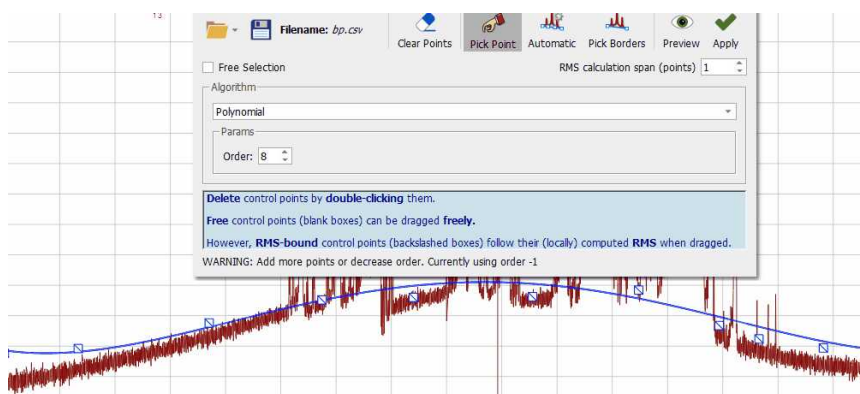 13
Filename: bp.csv
Clear Points Pick Point Automatic Pick Borders Preview Apply
Free Selection RMS calculation span (points) 1
Algorithm
Polynomial
Params
Order: 8
Delete control points by double-clicking them.
Free control points (blank boxes) can be dragged freely.
However, RMS-bound control points (backslashed boxes) follow their (locally) computed RMS when dragged.
WARNING: Add more points or decrease order. Currently using order -1